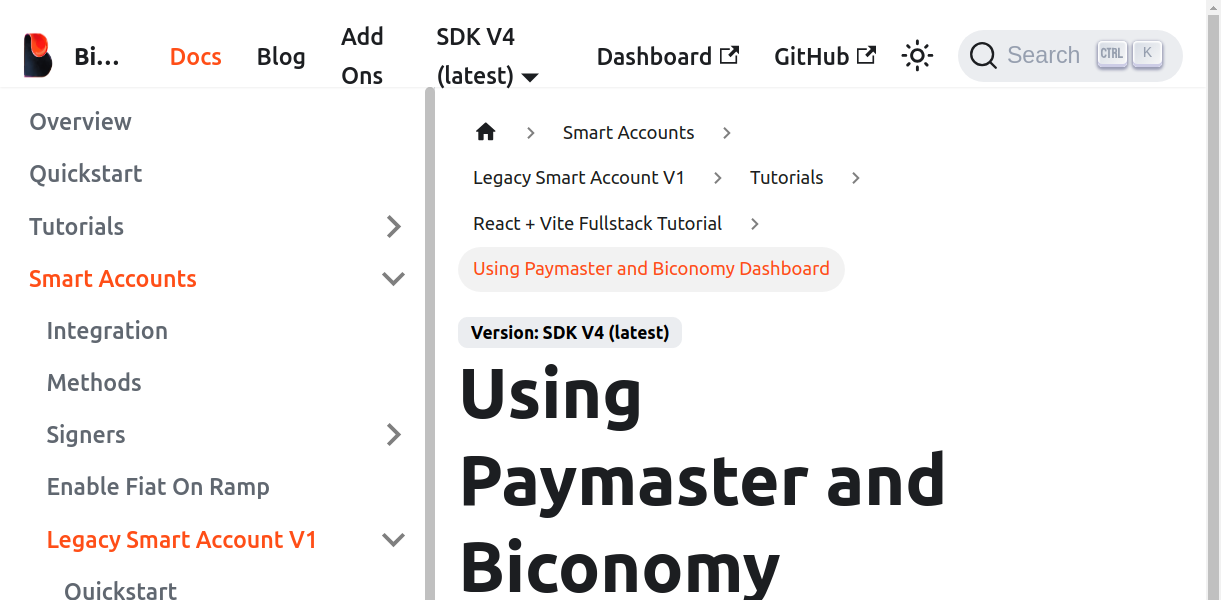 Bi...
Docs
Blog
Add
Ons
SDK V4
(latest)
Dashboard
GitHub
Search CTRL K
Overview
Quickstart
Tutorials
Smart Accounts
Integration
Methods
Signers
Enable Fiat On Ramp
Legacy Smart Account V1
Quickstart
Smart Accounts
Legacy Smart Account V1
Tutorials
React + Vite Fullstack Tutorial
Using Paymaster and Biconomy Dashboard
Version: SDK V4 (latest)
Using
Paymaster and
Biconomy